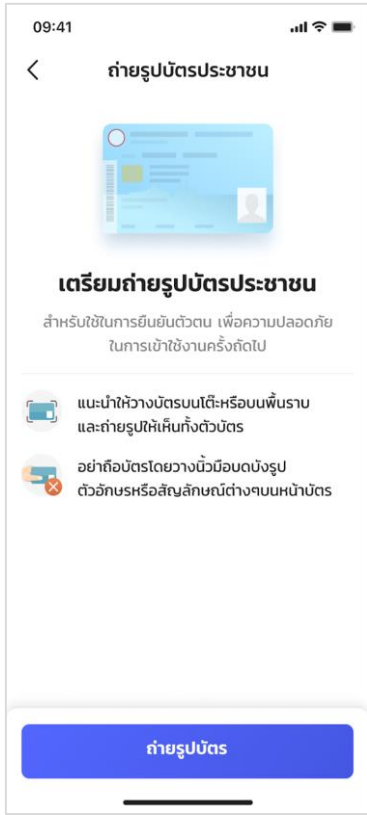 09:41
ถ่ายรูปบัตรประชาชน
เตรียมถ่ายรูปบัตรประชาชน
สำหรับใช้ในการยืนยันตัวตน เพื่อความปลอดภัย
ในการเข้าใช้งานครั้งถัดไป
แนะนำให้วางบัตรบนโต๊ะหรือบนพื้นราบ
และถ่ายรูปให้เห็นทั้งตัวบัตร
อย่าถือบัตรโดยวางนิ้วมือบดบังรูป
ตัวอักษรหรือสัญลักษณ์ต่างๆบนหน้าบัตร
ถ่ายรูปบัตร